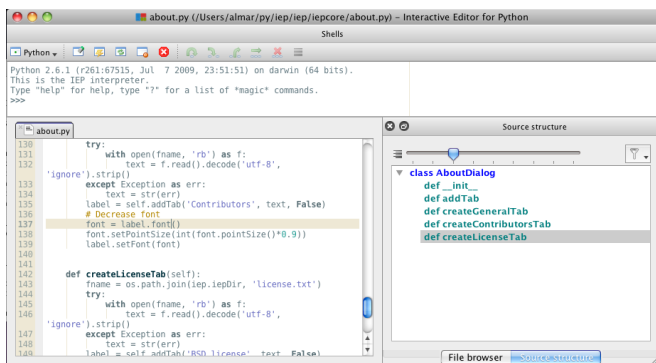 about.py (/Users/almar/py/iep/iep/iepcore/about.py) – Interactive Editor for Python
Shells
Python
Python 2.6.1 (r261:67515, Jul  7 2009, 23:51:51) on darwin (64 bits).
This is the IEP interpreter.
Type "help" for help, type "?" for a list of *magic* commands.
>>>
about.py
130 try:
131 with open(fname, 'rb') as f:
132 text = f.read().decode('utf-8',
'ignore').strip()
133 except Exception as err:
134 text = str(err)
135 label = self.addTab('Contributors', text, False)
136 # Decrease font
137 font = label.font()
138 font.setPointSize(int(font.pointSize()*0.9))
139 label.setFont(font)
140
141
142 def createLicenseTab(self):
143 fname = os.path.join(iep.iepDir, 'license.txt')
144 try:
145 with open(fname, 'rb') as f:
146 text = f.read().decode('utf-8',
'ignore').strip()
147 except Exception as err:
148 text = str(err)
149 label = self.addTab('BSD license', text, False)
Source structure
class AboutDialog
def __init__
def addTab
def createGeneralTab
def createContributorsTab
def createLicenseTab
File browser
Source structure